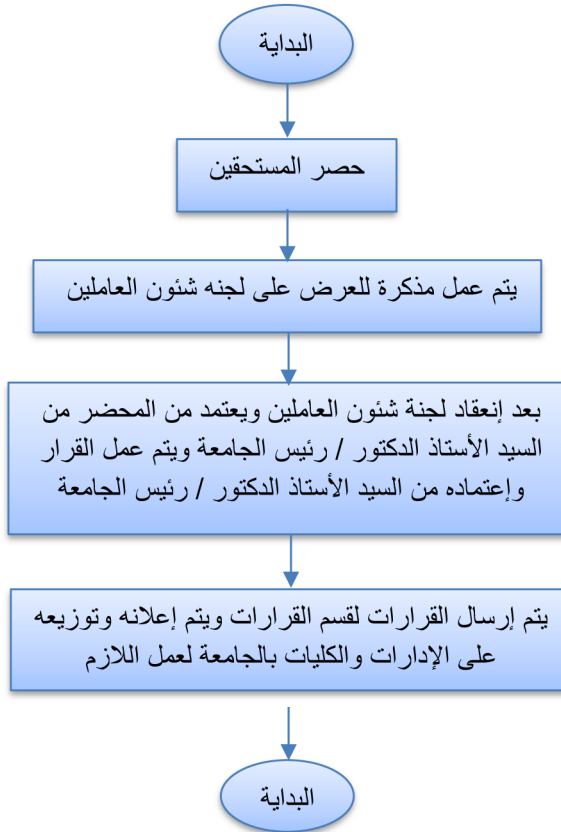 البداية
حصر المستحقين
يتم عمل مذكرة للعرض على لجنه شئون العاملين
بعد إنعقاد لجنة شئون العاملين ويعتمد من المحضر من
السيد الأستاذ الدكتور / رئيس الجامعة ويتم عمل القرار
وإعتماده من السيد الأستاذ الدكتور / رئيس الجامعة
يتم إرسال القرارات لقسم القرارات ويتم إعلانه وتوزيعه
على الإدارات والكليات بالجامعة لعمل اللازم
البداية